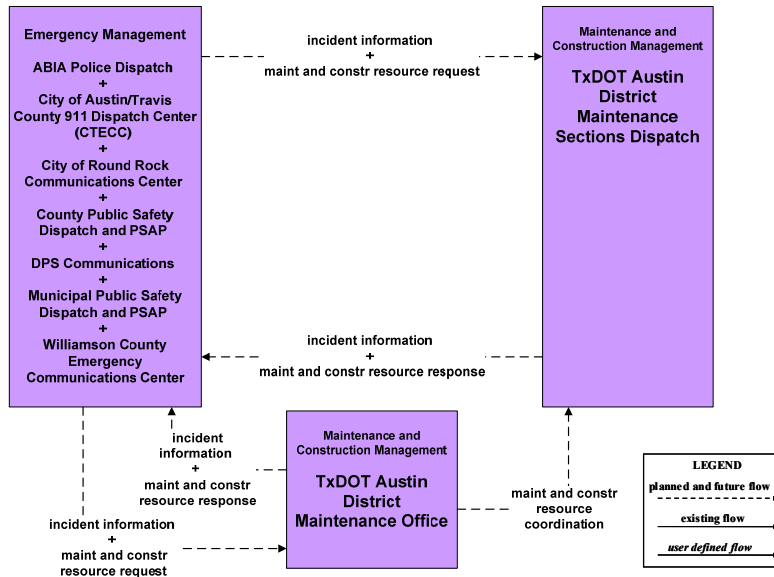 Emergency Management
ABIA Police Dispatch
+
City of Austin/Travis
County 911 Dispatch Center
(CTECC)
+
City of Round Rock
Communications Center
+
County Public Safety
Dispatch and PSAP
+
DPS Communications
+
Municipal Public Safety
Dispatch and PSAP
+
Williamson County
Emergency
Communications Center
incident information
+
maint and constr resource request
Maintenance and
Construction Management
TxDOT Austin
District
Maintenance
Sections Dispatch
incident information
+
maint and constr resource response
incident
information
+
maint and constr
resource response
Maintenance and
Construction Management
TxDOT Austin
District
Maintenance Office
maint and constr
resource
coordination
incident information
+
maint and constr
resource request
LEGEND
planned and future flow
existing flow
user defined flow